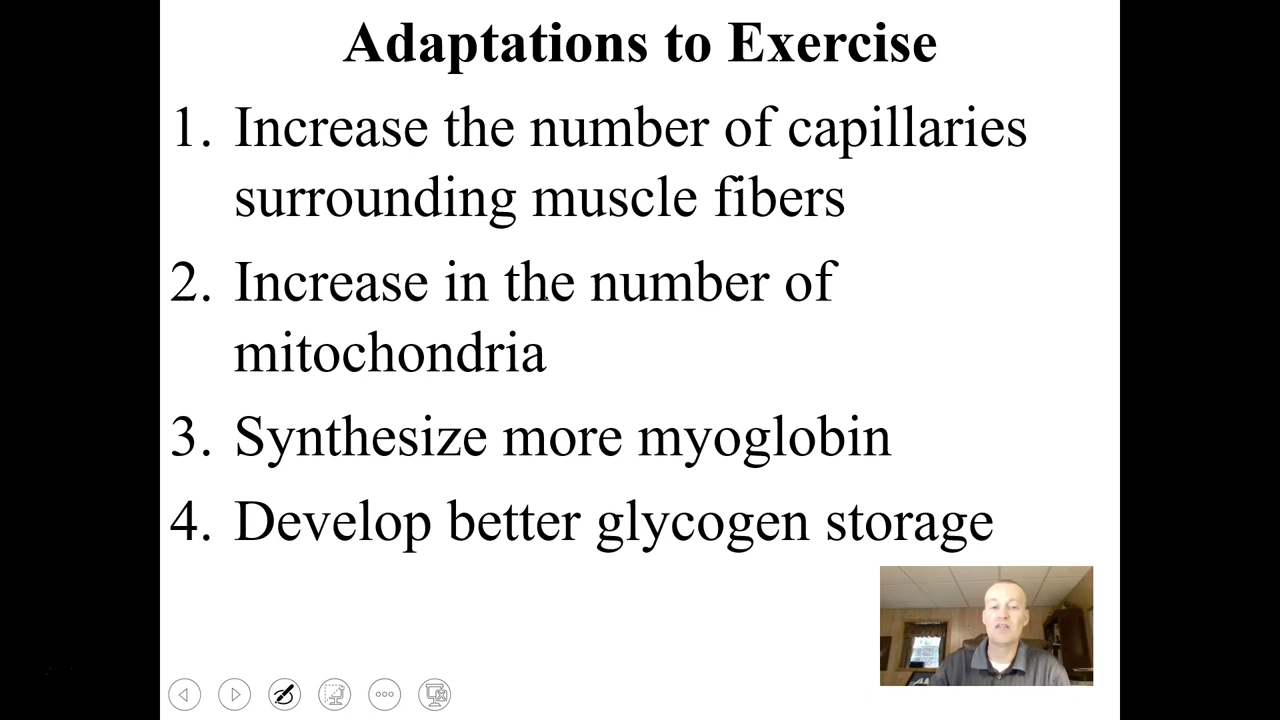 Adaptations to Exercise
1. Increase the number of capillaries
surrounding muscle fibers
2. Increase in the number of
mitochondria
3. Synthesize more myoglobin
4. Develop better glycogen storage